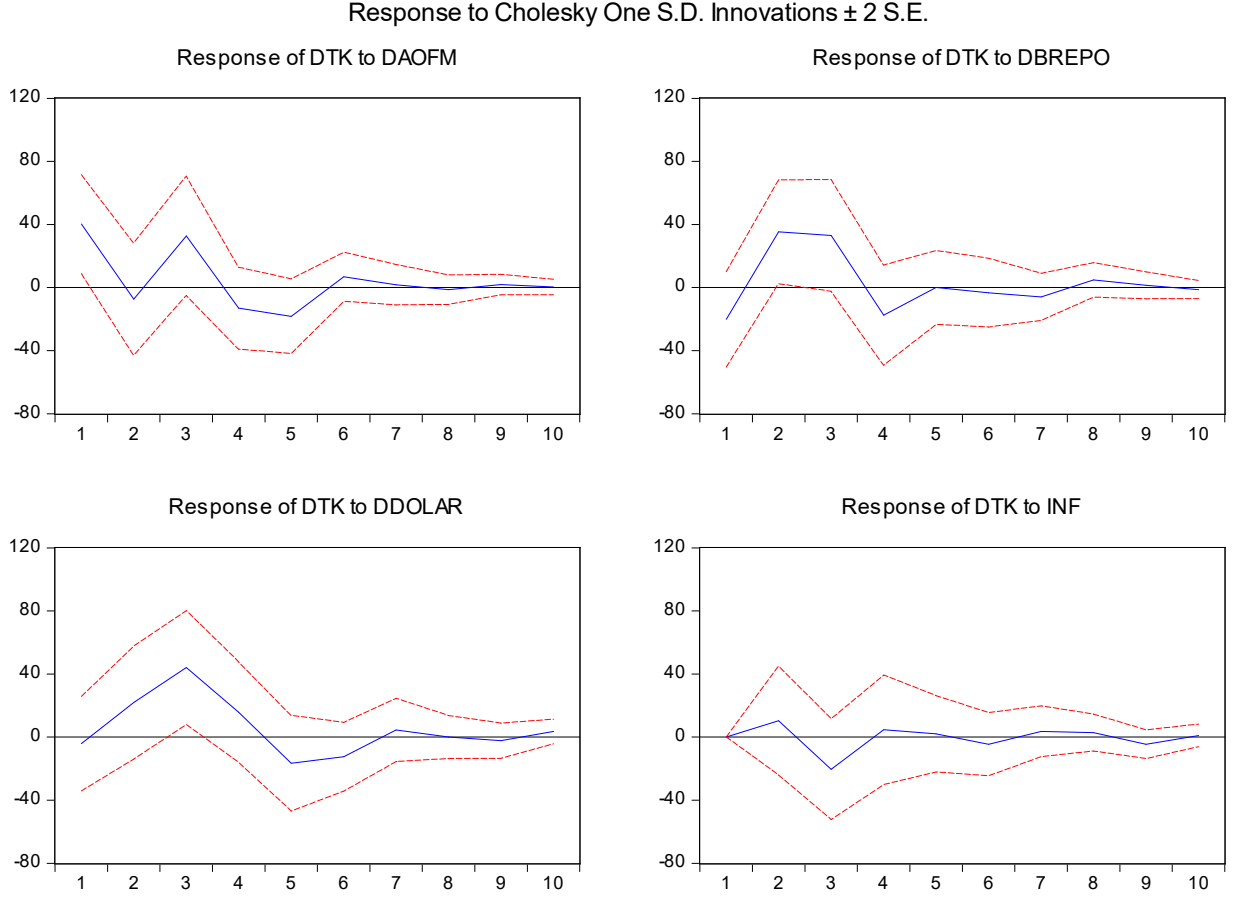 Response to Cholesky One S.D. Innovations ± 2 S.E.
Response of DTK to DAOFM
120
80
40
0
-40
-80
1 2 3 4 5 6 7 8 9 10
Response of DTK to DBREPO
120
80
40
0
-40
-80
1 2 3 4 5 6 7 8 9 10
Response of DTK to DDOLAR
120
80
40
0
-40
-80
1 2 3 4 5 6 7 8 9 10
Response of DTK to INF
120
80
40
0
-40
-80
1 2 3 4 5 6 7 8 9 10